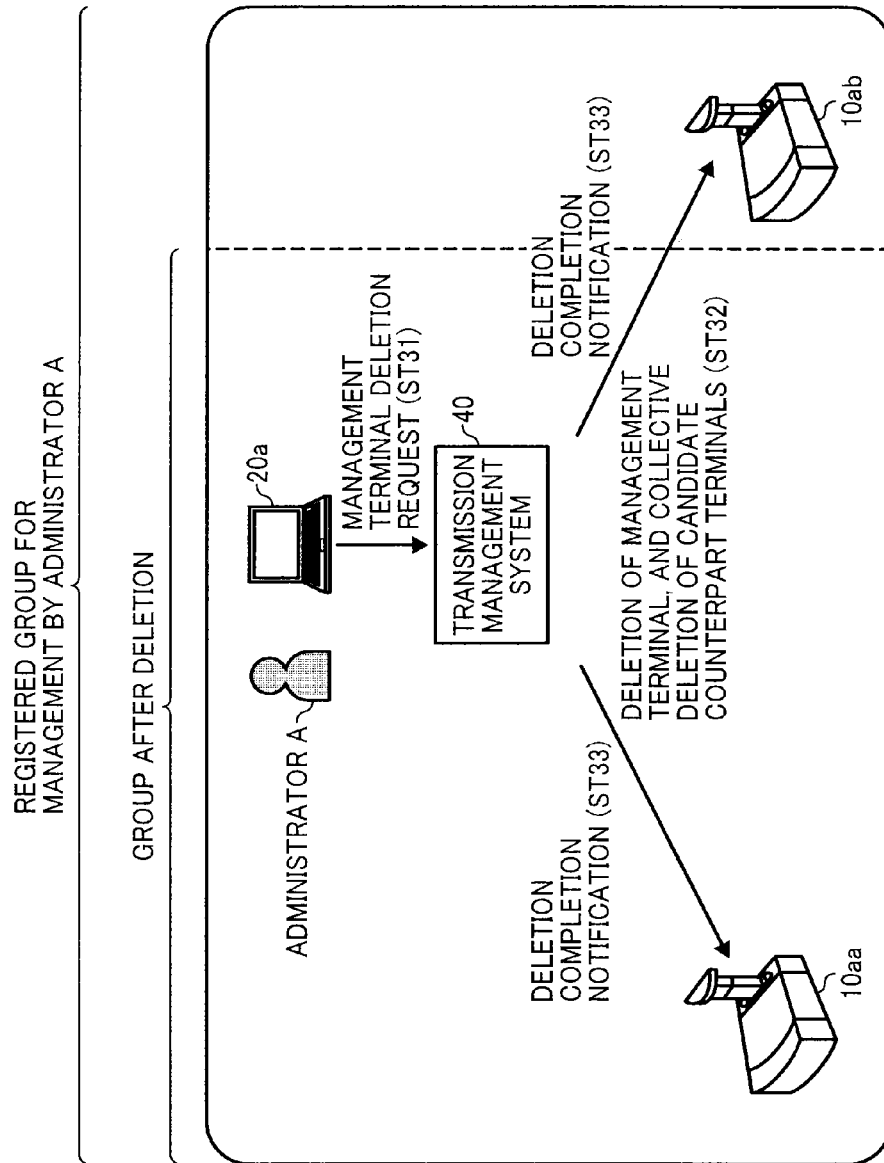 REGISTERED GROUP FOR
MANAGEMENT BY ADMINISTRATOR A
GROUP AFTER DELETION
20a
ADMINISTRATOR A
MANAGEMENT
TERMINAL DELETION
REQUEST (ST31)
40
TRANSMISSION
MANAGEMENT
SYSTEM
DELETION
COMPLETION
NOTIFICATION (ST33)
DELETION
COMPLETION
NOTIFICATION (ST33)
DELETION OF MANAGEMENT
TERMINAL, AND COLLECTIVE
DELETION OF CANDIDATE
COUNTERPART TERMINALS (ST32)
10aa
10ab